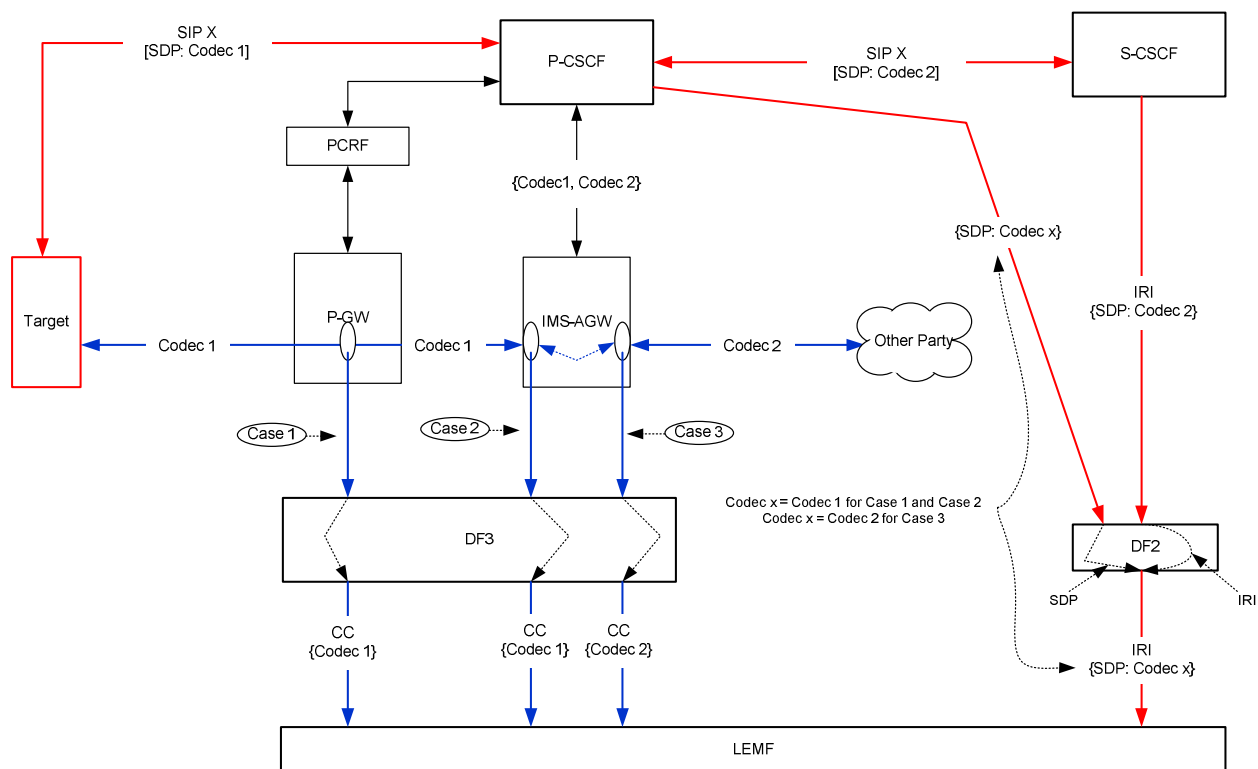 SIP X
[SDP: Codec 1]
P-CSCF
SIP X
[SDP: Codec 2]
S-CSCF
PCRF
{Codec1, Codec 2}
{SDP: Codec x}
Target
P-GW
IMS-AGW
IRI
{SDP: Codec 2}
Codec 1
Codec 1
Codec 2
Other Party
Case 1
Case 2
Case 3
Codec x = Codec 1 for Case 1 and Case 2
Codec x = Codec 2 for Case 3
DF3
DF2
SDP
IRI
CC
{Codec 1}
CC
{Codec 1}
CC
{Codec 2}
IRI
{SDP: Codec x}
LEMF